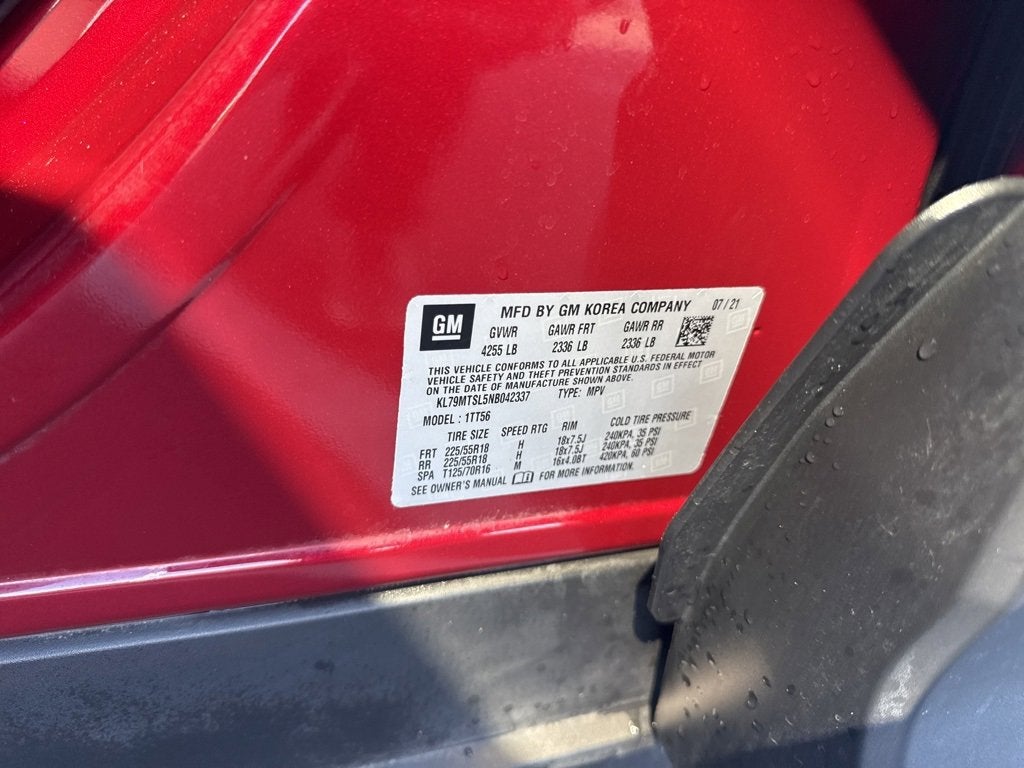 GM
MFD BY GM KOREA COMPANY 07 / 21
GVWR GAWR FRT GAWR RR
4255 LB 2336 LB 2336 LB
THIS VEHICLE CONFORMS TO ALL APPLICABLE U.S. FEDERAL MOTOR
VEHICLE SAFETY AND THEFT PREVENTION STANDARDS IN EFFECT
ON THE DATE OF MANUFACTURE SHOWN ABOVE.
KL79MTSL5NB042337 TYPE: MPV
MODEL : 1TT56
TIRE SIZE SPEED RTG RIM COLD TIRE PRESSURE
FRT 225/55R18 H 18x7.5J 240KPA, 35 PSI
RR 225/55R18 H 18x7.5J 240KPA, 35 PSI
SPA T125/70R16 M 16x4.0BT 420KPA, 60 PSI
SEE OWNER'S MANUAL FOR MORE INFORMATION.